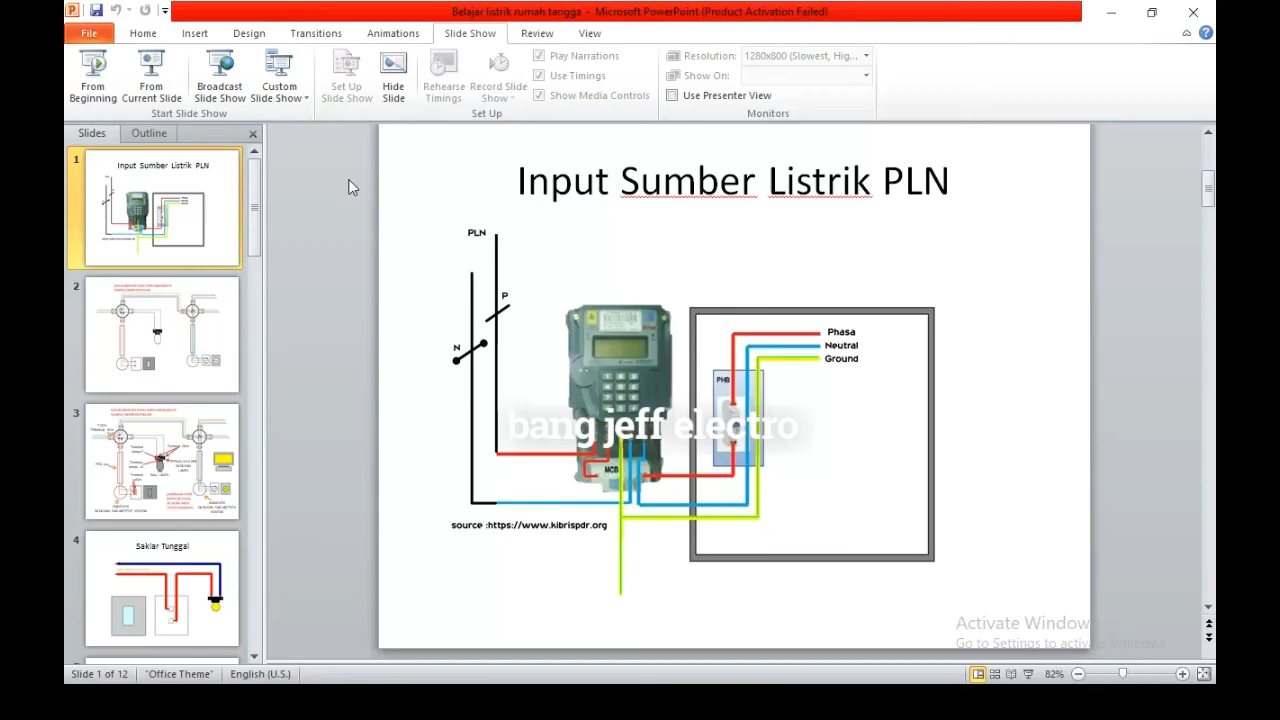 Belajar listrik rumah tangga - Microsoft PowerPoint (Product Activation Failed)
File Home Insert Design Transitions Animations Slide Show Review View
From Beginning
From Current Slide
Broadcast Slide Show
Custom Slide Show
Set Up Slide Show
Hide Slide
Rehearse Timings
Record Slide Show
Play Narrations
Use Timings
Show Media Controls
Resolution: 1280x800 (Slowest, Hig...
Show On:
Use Presenter View
Start Slide Show
Set Up
Monitors
Slides Outline
1
Input Sumber Listrik PLN
2
3
4
Saklar Tunggal
Input Sumber Listrik PLN
PLN
P
N
Phasa
Neutral
Ground
PHB
bang jeff electro
MCB
source :https://www.kibrispdr.org
Activate Window
Go to Settings to activate Windows
Slide 1 of 12 "Office Theme" English (U.S.) 82%